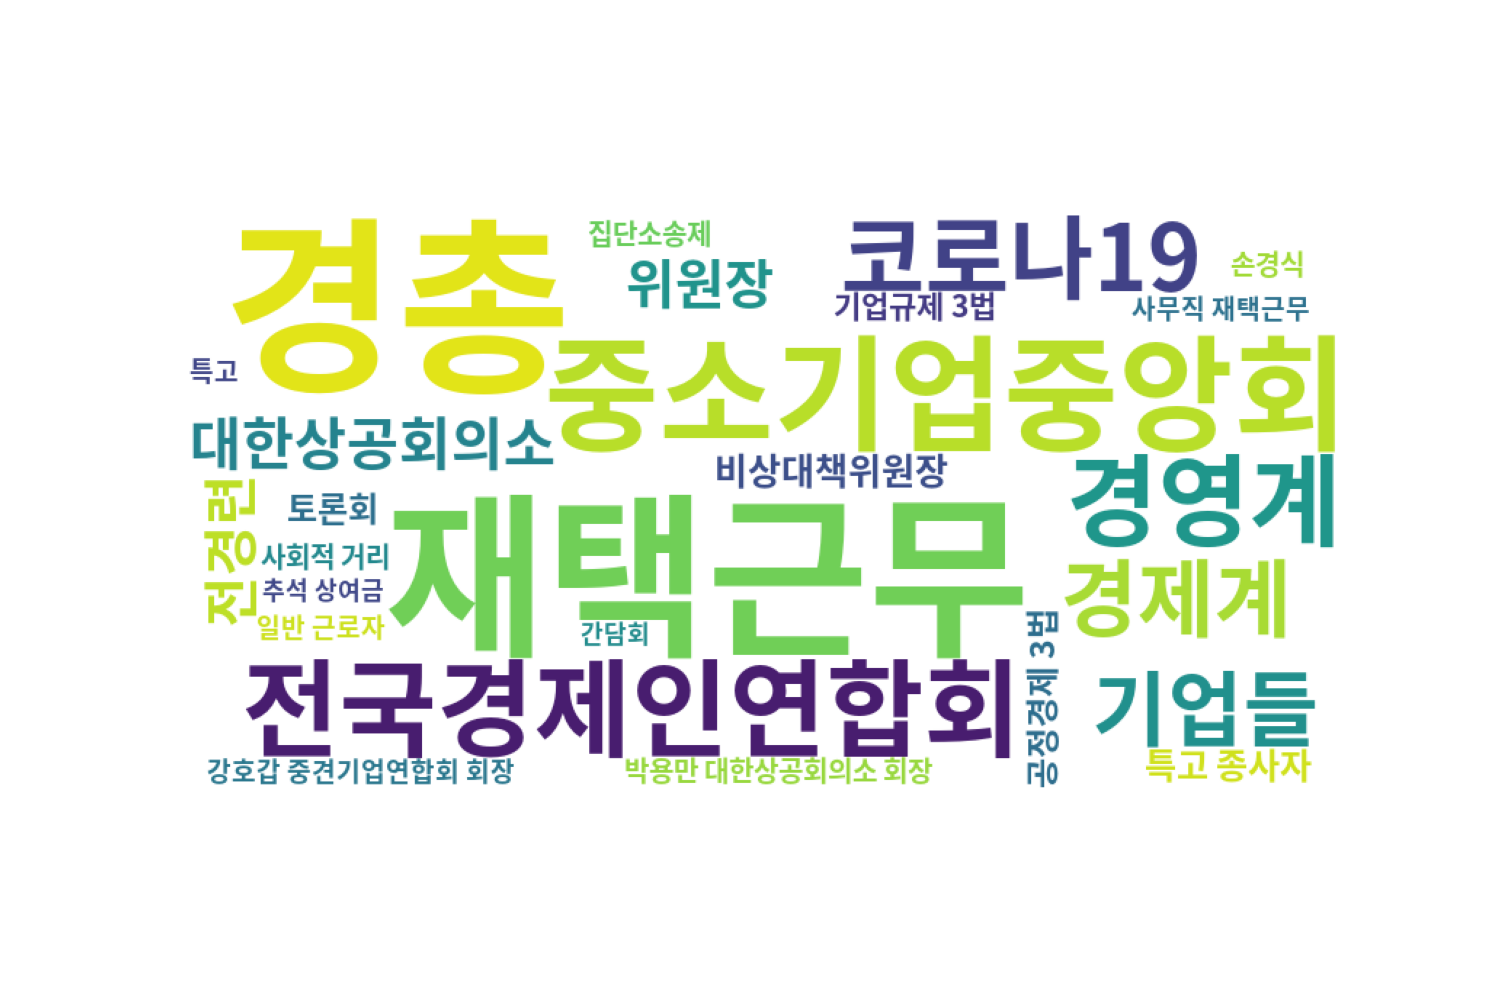 경총
집단소송제
위원장
코로나19
손경식
기업규제 3법
사무직 재택근무
특고
중소기업중앙회
대한상공회의소
비상대책위원장
경영계
전경련
토론회
재택근무
사회적 거리
추석 상여금
일반 근로자
간담회
경제계
전국경제인연합회
공정경제 3법
기업들
강호갑 중견기업연합회 회장
박용만 대한상공회의소 회장
특고 종사자